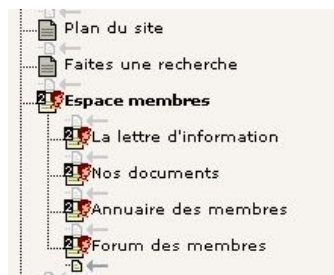 Plan du site
Faites une recherche
Espace membres
La lettre d'information
Nos documents
Annuaire des membres
Forum des membres